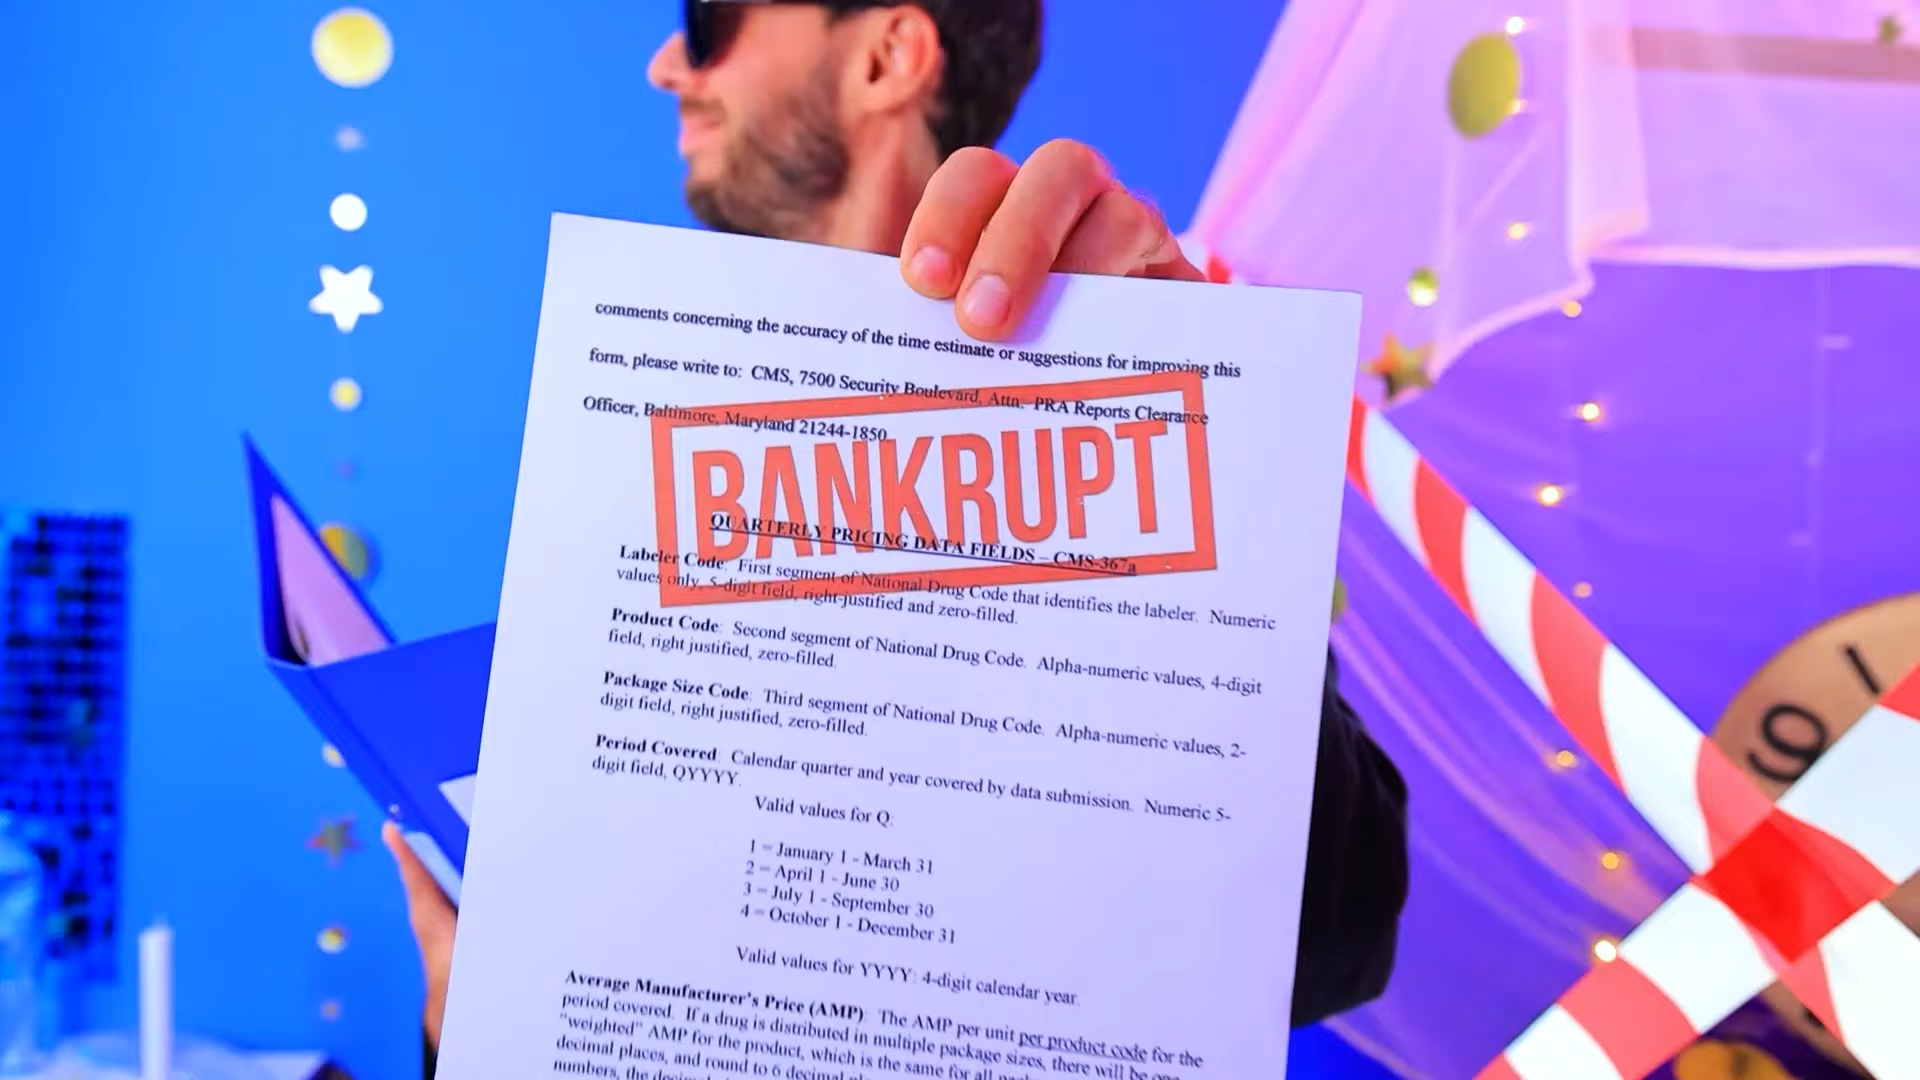 comments concerning the accuracy of the time estimate or suggestions for improving this
form, please write to: CMS, 7500 Security Boulevard, Attn: PRA Reports Clearance
Officer, Baltimore, Maryland 21244-1850.
BANKRUPT
QUARTERLY PRICING DATA FIELDS – CMS-367a
Labeler Code: First segment of National Drug Code that identifies the labeler. Numeric
values only, 5-digit field, right-justified and zero-filled.
Product Code: Second segment of National Drug Code. Alpha-numeric values, 4-digit
field, right justified, zero-filled.
Package Size Code: Third segment of National Drug Code. Alpha-numeric values, 2-
digit field, right justified, zero-filled.
Period Covered: Calendar quarter and year covered by data submission. Numeric 5-
digit field, QYYYY.
Valid values for Q:
1 = January 1 - March 31
2 = April 1 - June 30
3 = July 1 - September 30
4 = October 1 - December 31
Valid values for YYYY: 4-digit calendar year.
Average Manufacturer's Price (AMP): The AMP per unit per product code for the
period covered. If a drug is distributed in multiple package sizes, there will be one
"weighted" AMP for the product, which is the same for all
decimal places, and round to 6 decimal
numbers, the